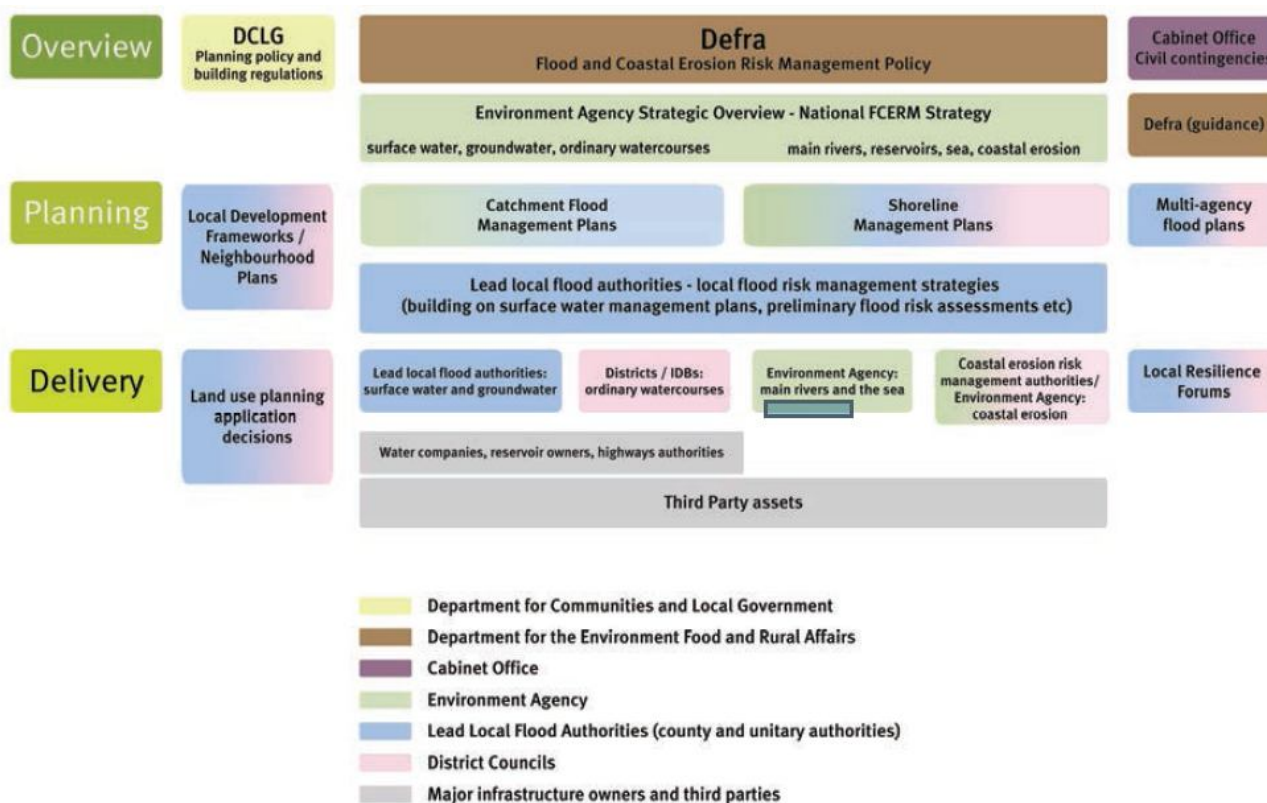 Overview
DCLG
Planning policy and
building regulations
Defra
Flood and Coastal Erosion Risk Management Policy
Cabinet Office
Civil contingencies
Environment Agency Strategic Overview - National FCERM Strategy
surface water, groundwater, ordinary watercourses
main rivers, reservoirs, sea, coastal erosion
Defra (guidance)
Planning
Local Development
Frameworks /
Neighbourhood
Plans
Catchment Flood
Management Plans
Shoreline
Management Plans
Multi-agency
flood plans
Lead local flood authorities - local flood risk management strategies
(building on surface water management plans, preliminary flood risk assessments etc)
Delivery
Land use planning
application
decisions
Lead local flood authorities:
surface water and groundwater
Districts / IDBs:
ordinary watercourses
Environment Agency:
main rivers and the sea
Coastal erosion risk
management authorities/
Environment Agency:
coastal erosion
Local Resilience
Forums
Water companies, reservoir owners, highways authorities
Third Party assets
Department for Communities and Local Government
Department for the Environment Food and Rural Affairs
Cabinet Office
Environment Agency
Lead Local Flood Authorities (county and unitary authorities)
District Councils
Major infrastructure owners and third parties